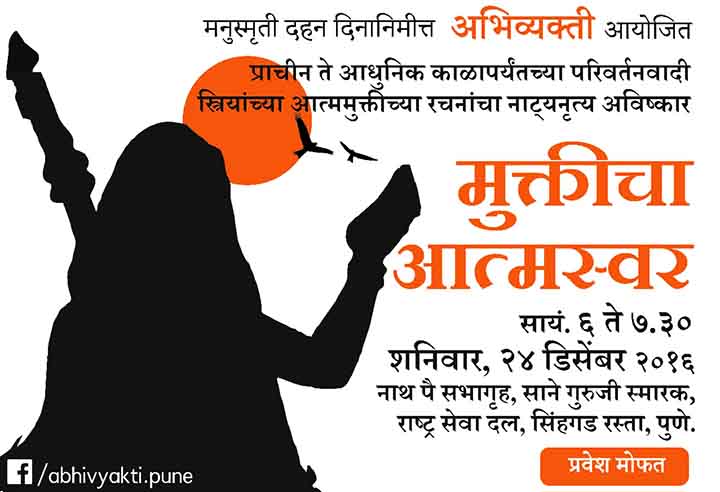 मनुस्मृती दहन दिनानिमीत्त अभिव्यक्ती आयोजित
प्राचीन ते आधुनिक काळापर्यंतच्या परिवर्तनवादी
स्त्रियांच्या आत्ममुक्तीच्या रचनांचा नाट्यनृत्य अविष्कार
मुक्तीचा
आत्मस्वर
सायं. ६ ते ७.३०
शनिवार, २४ डिसेंबर २०१६
नाथ पै सभागृह, साने गुरुजी स्मारक,
राष्ट्र सेवा दल, सिंहगड रस्ता, पुणे.
प्रवेश मोफत
f/abhivyakti.pune